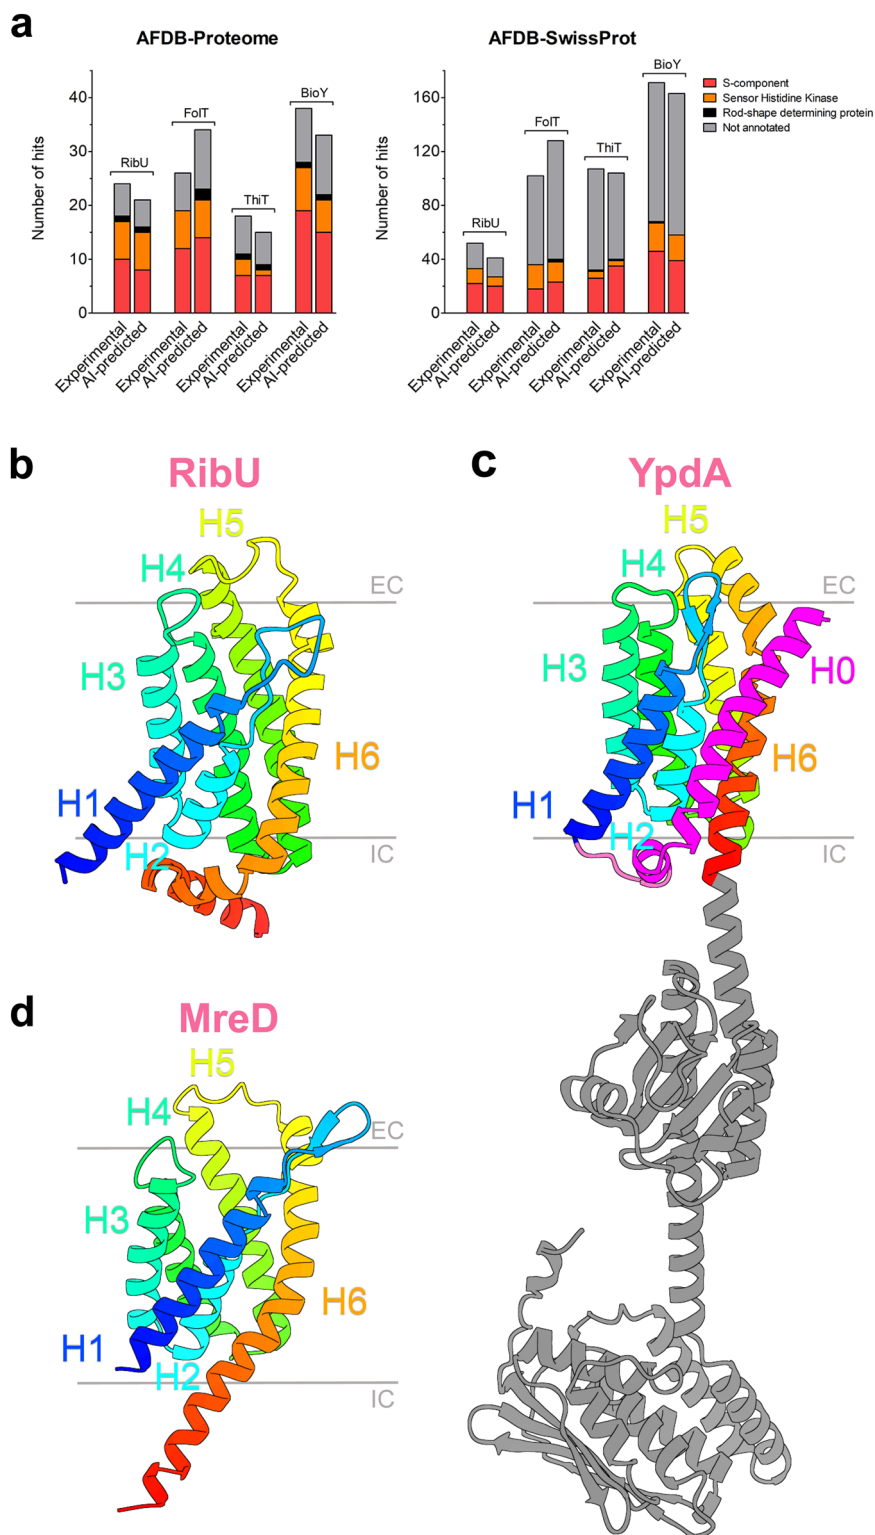 a
AFDB-Proteome
AFDB-SwissProt
Number of hits
0
10
20
30
40
RibU
FolT
ThiT
BioY
Experimental
AI-predicted
Experimental
AI-predicted
Experimental
AI-predicted
Experimental
AI-predicted
Number of hits
0
40
80
120
160
RibU
FolT
ThiT
BioY
Experimental
AI-predicted
Experimental
AI-predicted
Experimental
AI-predicted
Experimental
AI-predicted
S-component
Sensor Histidine Kinase
Rod-shape determining protein
Not annotated
b
RibU
H5
H4
EC
H3
H6
H1
H2
IC
c
YpdA
H5
H4
EC
H3
H0
H6
H1
H2
IC
d
MreD
H5
H4
EC
H3
H6
H1
H2
IC